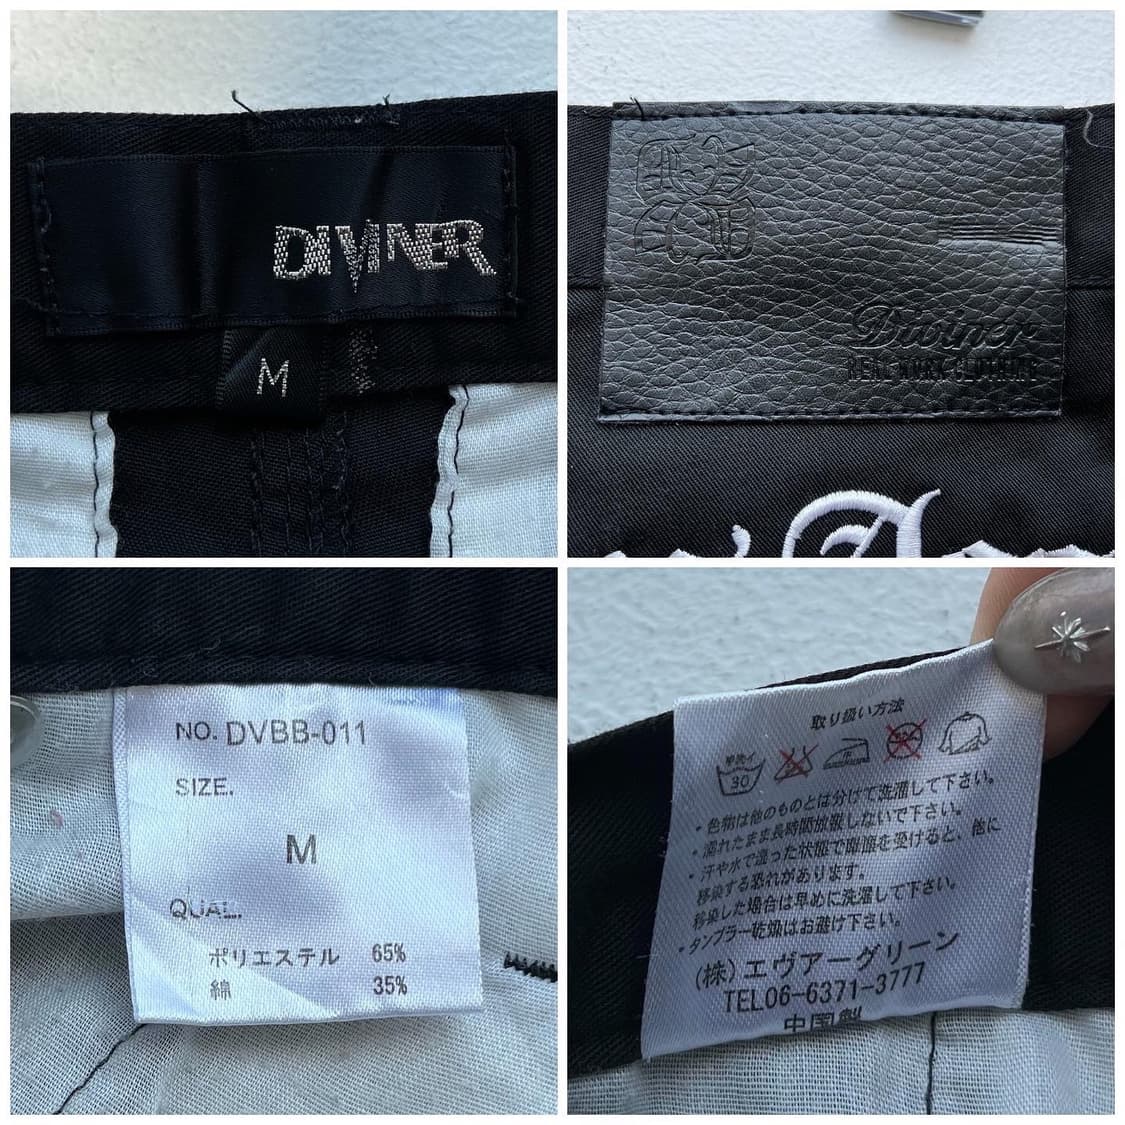 DIVINER
M
Diviner
REAL WORK CLOTHING
NO. DVBB-011
SIZE.
M
QUAL.
ポリエステル 65%
綿 35%
取り扱い方法
手洗イ
30
・色物は他のものとは分けて洗濯して下さい。
・濡れたまま長時間放置しないで下さい。
・汗や水で湿った状態で摩擦を受けると、他に
移染する恐れがあります。
移染した場合は早めに洗濯して下さい。
・タンブラー乾燥はお避け下さい。
(株)エヴァーグリーン
TEL06-6371-3777
中国製